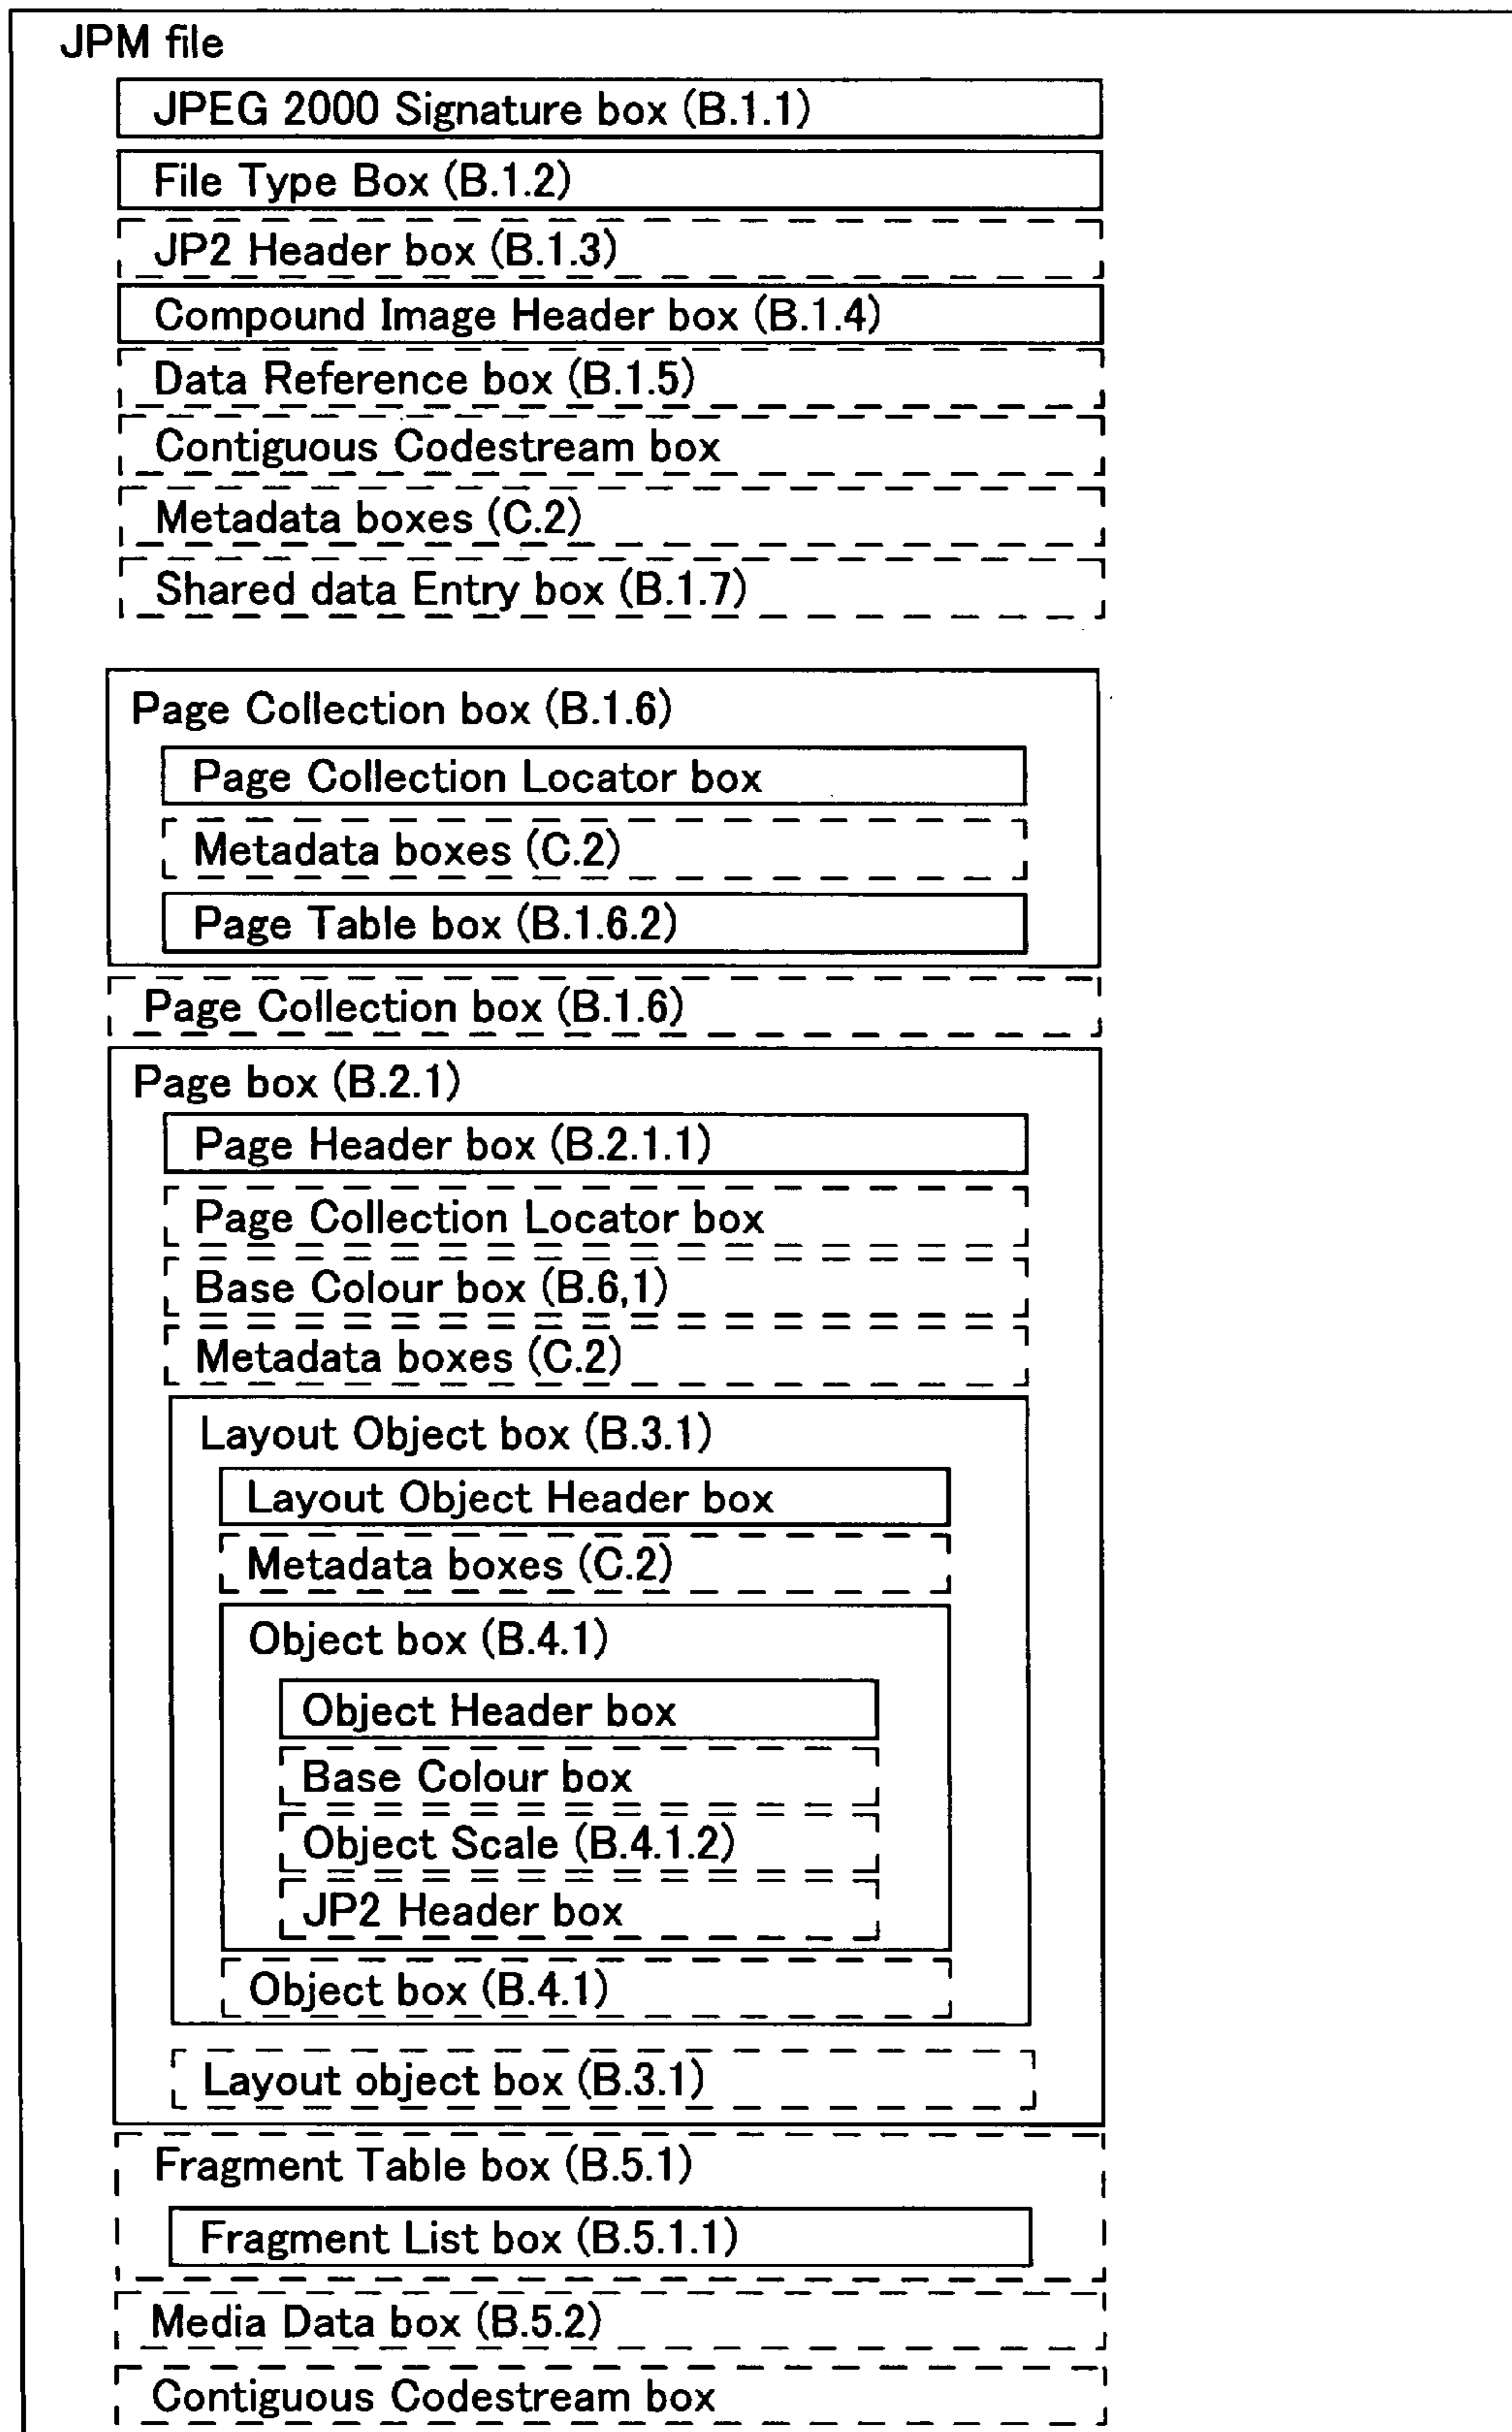 JPM file
JPEG 2000 Signature box (B.1.1)
File Type Box (B.1.2)
JP2 Header box (B.1.3)
Compound Image Header box (B.1.4)
Data Reference box (B.1.5)
Contiguous Codestream box
Metadata boxes (C.2)
Shared data Entry box (B.1.7)
Page Collection box (B.1.6)
Page Collection Locator box
Metadata boxes (C.2)
Page Table box (B.1.6.2)
Page Collection box (B.1.6)
Page box (B.2.1)
Page Header box (B.2.1.1)
Page Collection Locator box
Base Colour box (B.6,1)
Metadata boxes (C.2)
Layout Object box (B.3.1)
Layout Object Header box
Metadata boxes (C.2)
Object box (B.4.1)
Object Header box
Base Colour box
Object Scale (B.4.1.2)
JP2 Header box
Object box (B.4.1)
Layout object box (B.3.1)
Fragment Table box (B.5.1)
Fragment List box (B.5.1.1)
Media Data box (B.5.2)
Contiguous Codestream box